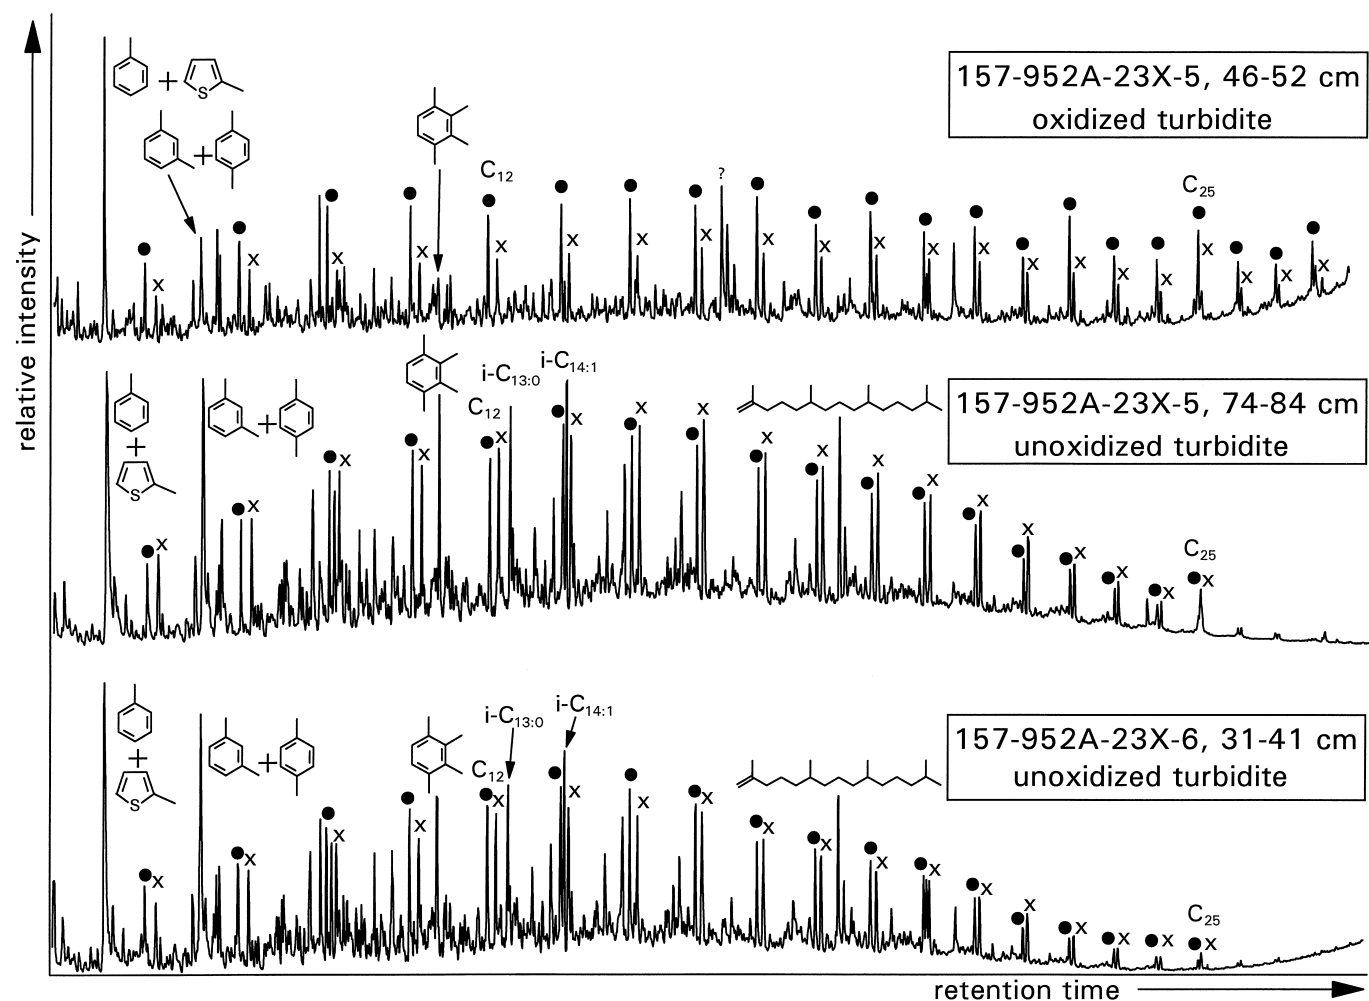 relative intensity
157-952A-23X-5, 46-52 cm
oxidized turbidite
+ S
+
C12
?
C25
x x x x x x x x x x x x x x x x x x x x
157-952A-23X-5, 74-84 cm
unoxidized turbidite
i-C13:0
i-C14:1
C12
+
+
S
C25
x x x x x x x x x x x x x x x x x x
157-952A-23X-6, 31-41 cm
unoxidized turbidite
i-C13:0
i-C14:1
C12
+
+
S
C25
x x x x x x x x x x x x x x x x x x
retention time